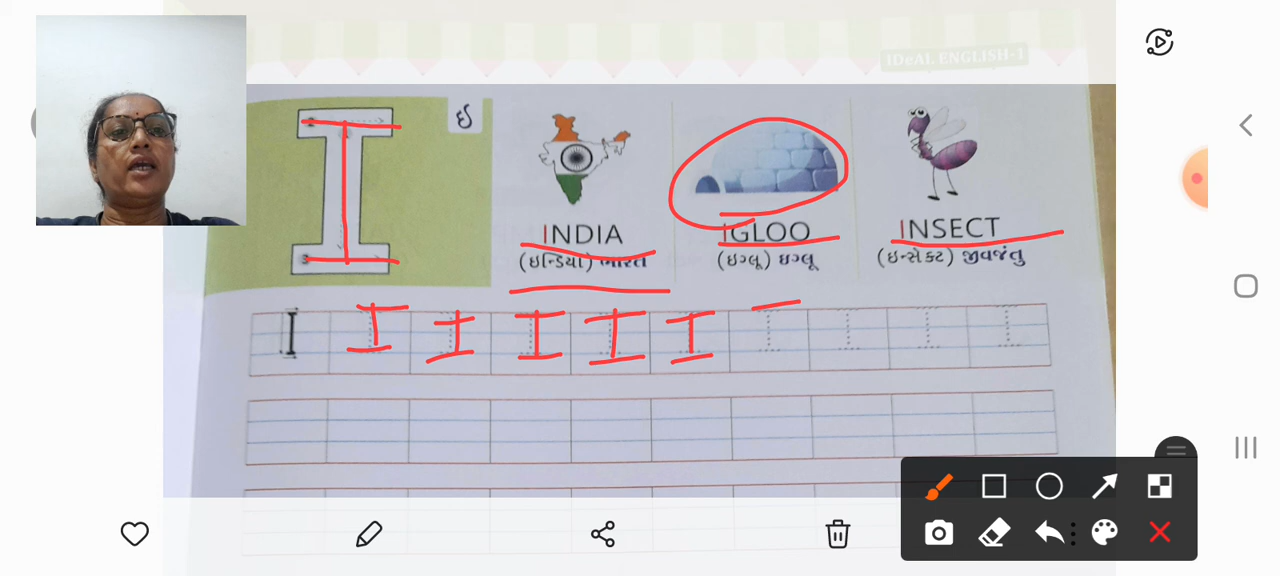 IDEAL ENGLISH-1
I
ઈ
INDIA
(ઇન્ડિયા) ભારત
IGLOO
(ઇગ્લૂ) ઇગ્લૂ
INSECT
(ઇન્સેક્ટ) જીવજંતુ
I I I I I I I I I I